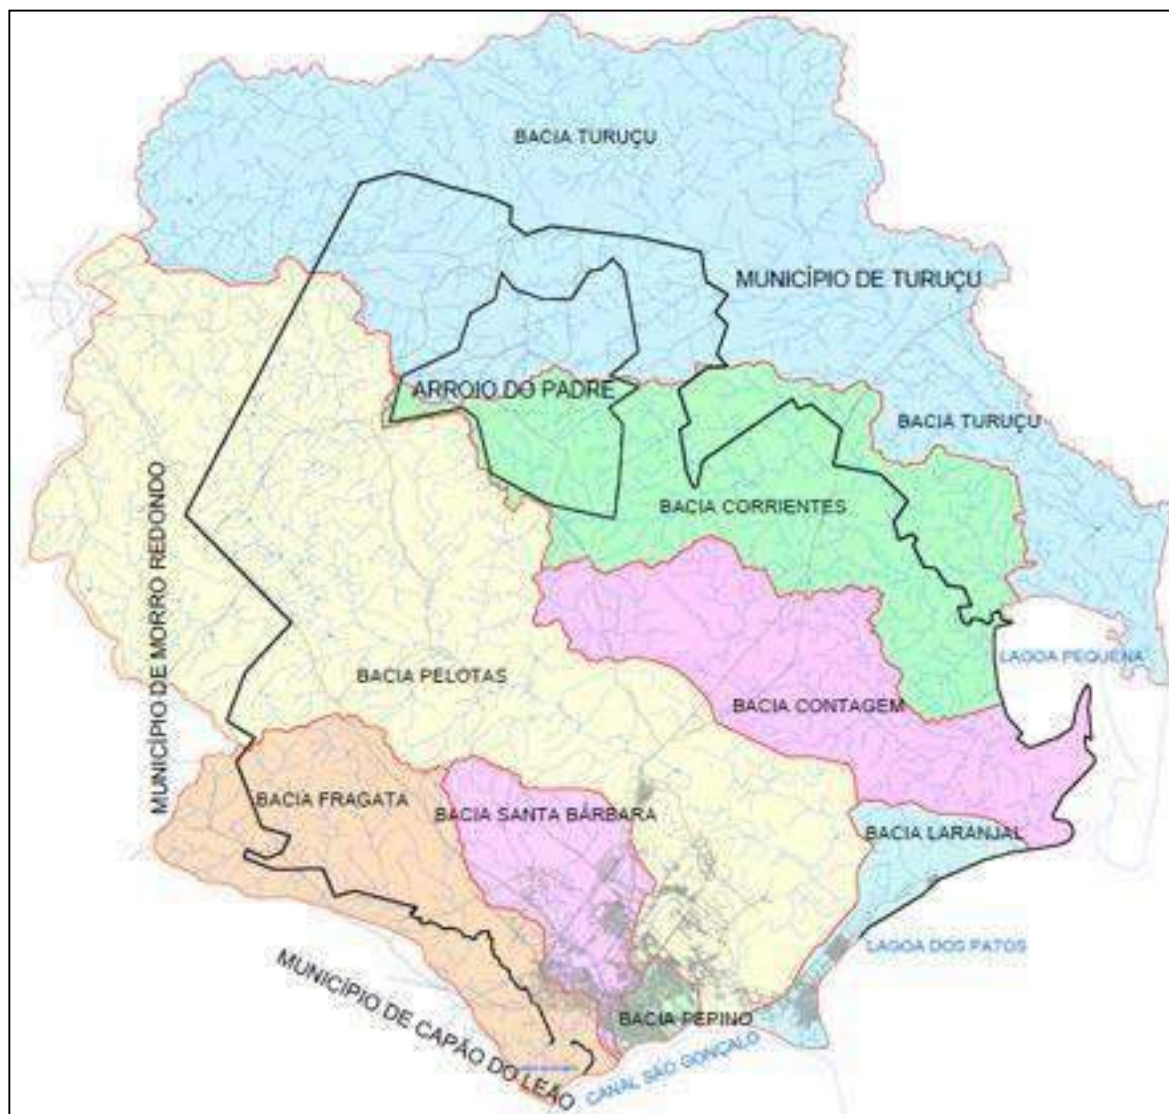 BACIA TURUÇU
MUNICÍPIO DE TURUÇU
ARROIO DO PADRE
BACIA TURUÇU
BACIA CORRIENTES
MUNICÍPIO DE MORRO REDONDO
LAGOA PEQUENA
BACIA PELOTAS
BACIA CONTAGEM
BACIA FRAGATA
BACIA SANTA BÁRBARA
BACIA LARANJAL
LAGOA DOS PATOS
MUNICÍPIO DE CAPÃO DO LEÃO
BACIA PEPINO
CANAL SÃO GONÇALO